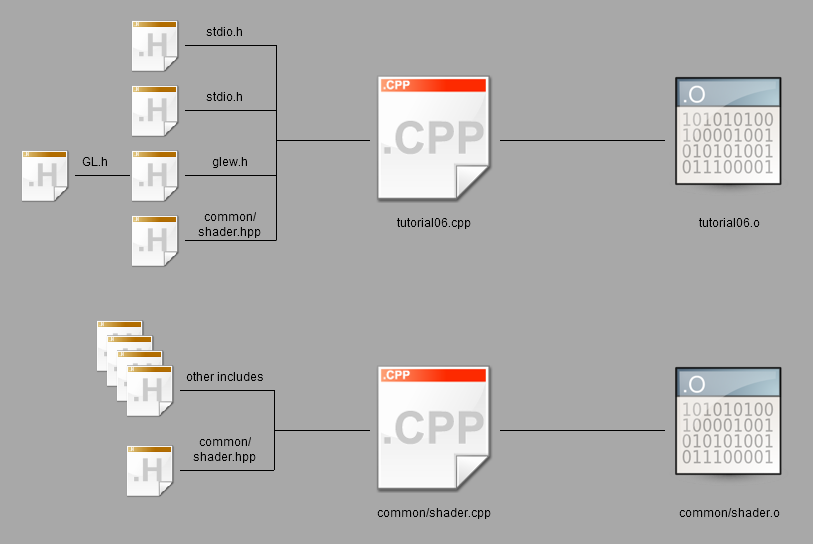 .H
stdio.h
.H
stdio.h
.H
GL.h
.H
glew.h
.H
common/
shader.hpp
.CPP
.CPP
tutorial06.cpp
.O
101010100
100001001
010101001
011100001
tutorial06.o
.H
other includes
.H
common/
shader.hpp
.CPP
.CPP
common/shader.cpp
.O
101010100
100001001
010101001
011100001
common/shader.o